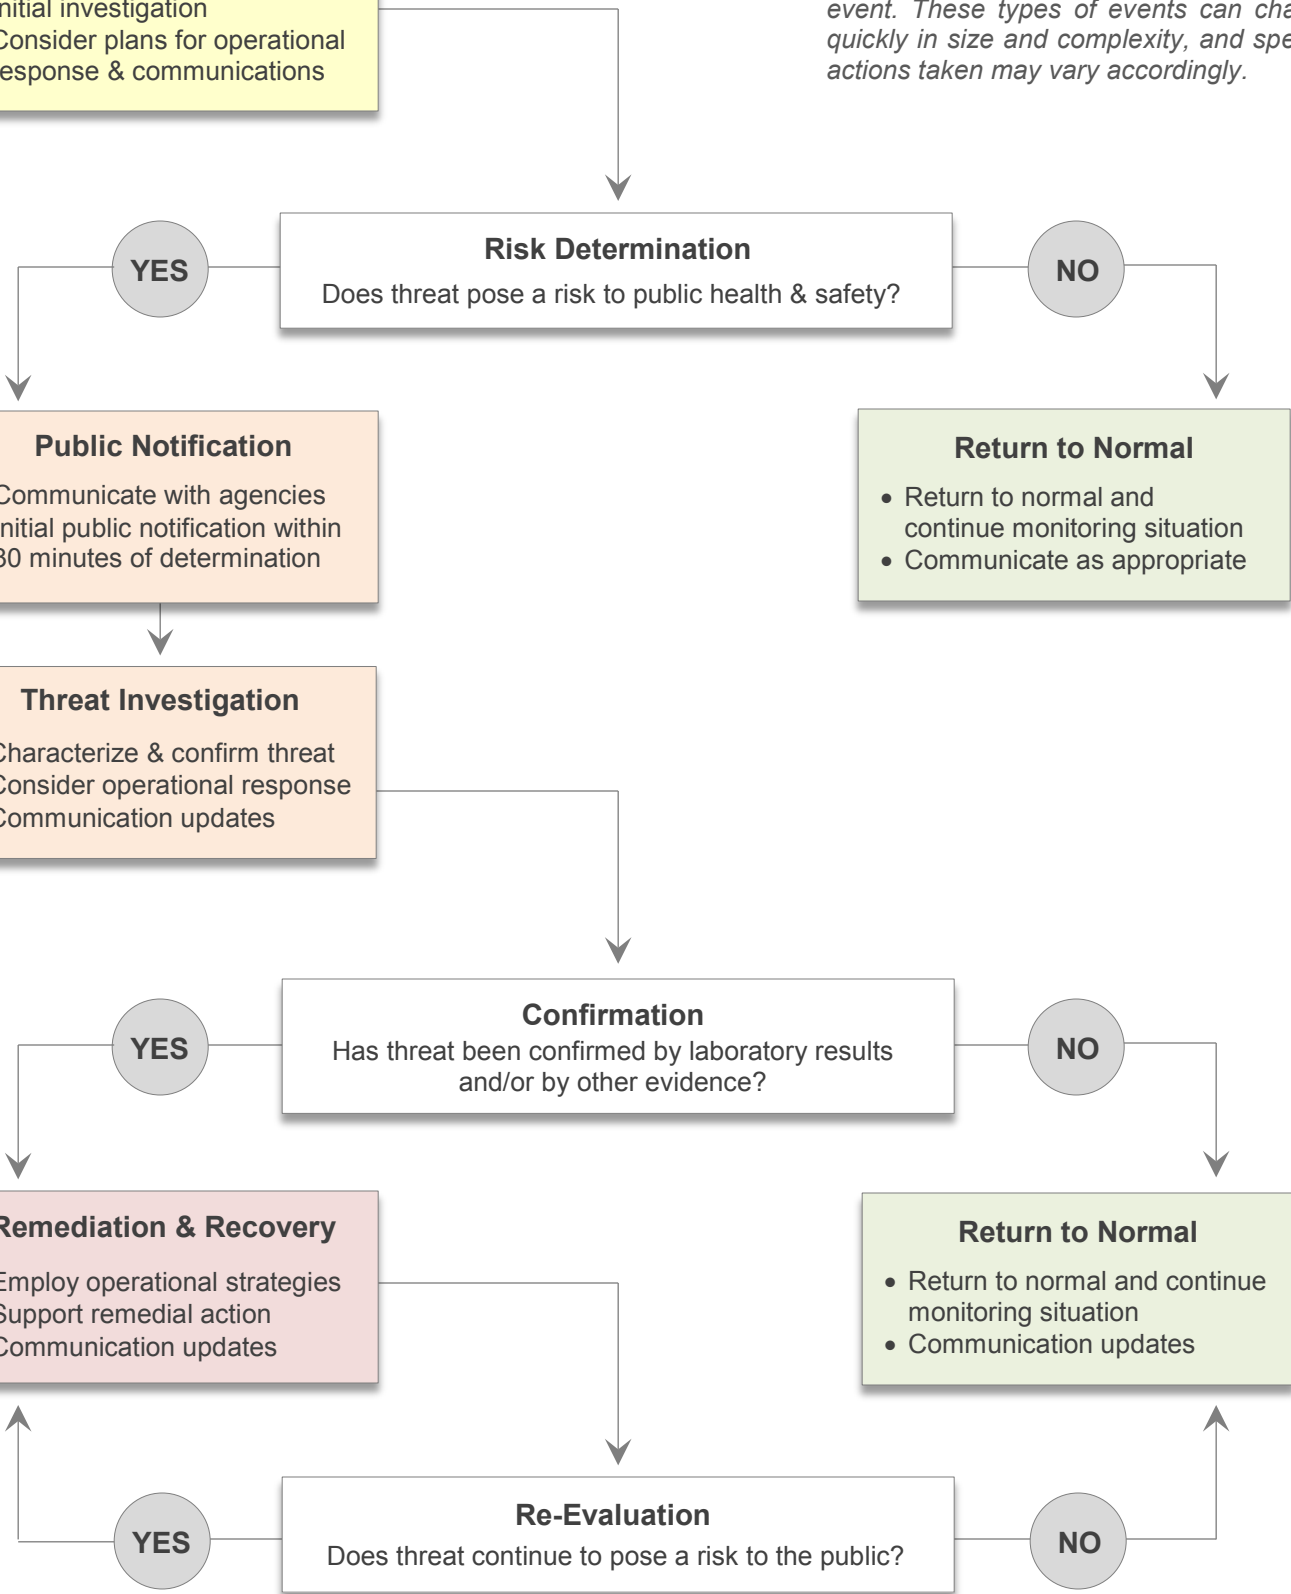 nitial investigation
Consider plans for operational
response & communications
event. These types of events can cha
quickly in size and complexity, and spe
actions taken may vary accordingly.
YES
Risk Determination
Does threat pose a risk to public health & safety?
NO
Public Notification
Communicate with agencies
nitial public notification within
30 minutes of determination
Return to Normal
• Return to normal and
continue monitoring situation
• Communicate as appropriate
Threat Investigation
Characterize & confirm threat
Consider operational response
Communication updates
YES
Confirmation
Has threat been confirmed by laboratory results
and/or by other evidence?
NO
Remediation & Recovery
Employ operational strategies
Support remedial action
Communication updates
Return to Normal
• Return to normal and continue
monitoring situation
• Communication updates
YES
Re-Evaluation
Does threat continue to pose a risk to the public?
NO